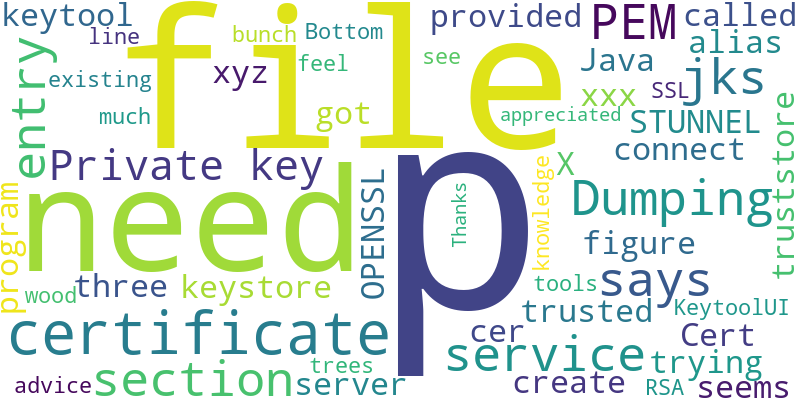 keytool
line
bunch
Bottom
provided
PEM
called
alias
existing
xyz
feel
see
Java
jks
much
got
xxx
SSL
file
appreciated
entry
STUNNEL
truststore
Private key
X
connect
need
p
OPENSSL
Thanks
knowledge
Dumping
program
figure
wood
three
keystore
says
tools
trusted
KeytoolUI
certificate
cer
Cert
service
trying
section
trees
advice
server
create
RSA
seems